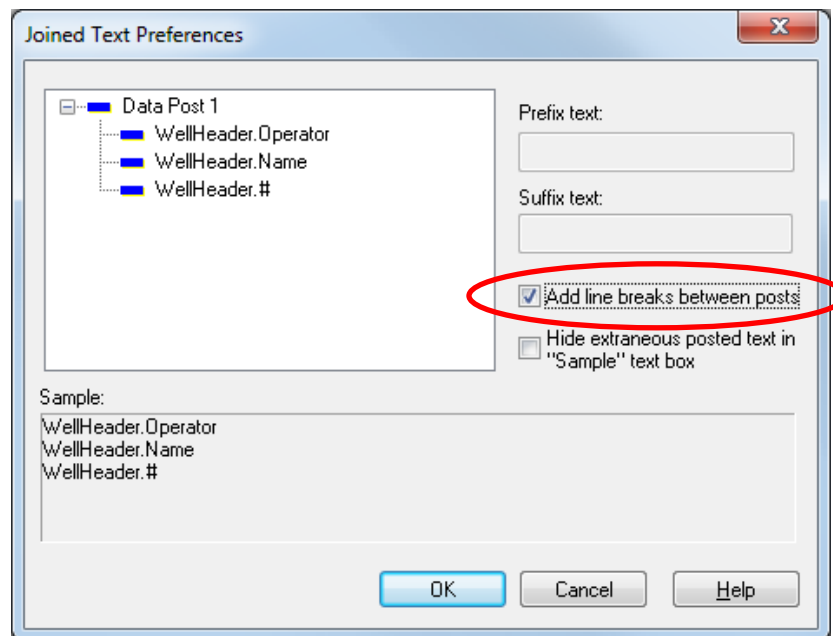 Joined Text Preferences
Data Post 1
WellHeader.Operator
WellHeader.Name
WellHeader.#
Prefix text:
Suffix text:
Add line breaks between posts
Hide extraneous posted text in
"Sample" text box
Sample:
WellHeader.Operator
WellHeader.Name
WellHeader.#
OK
Cancel
Help